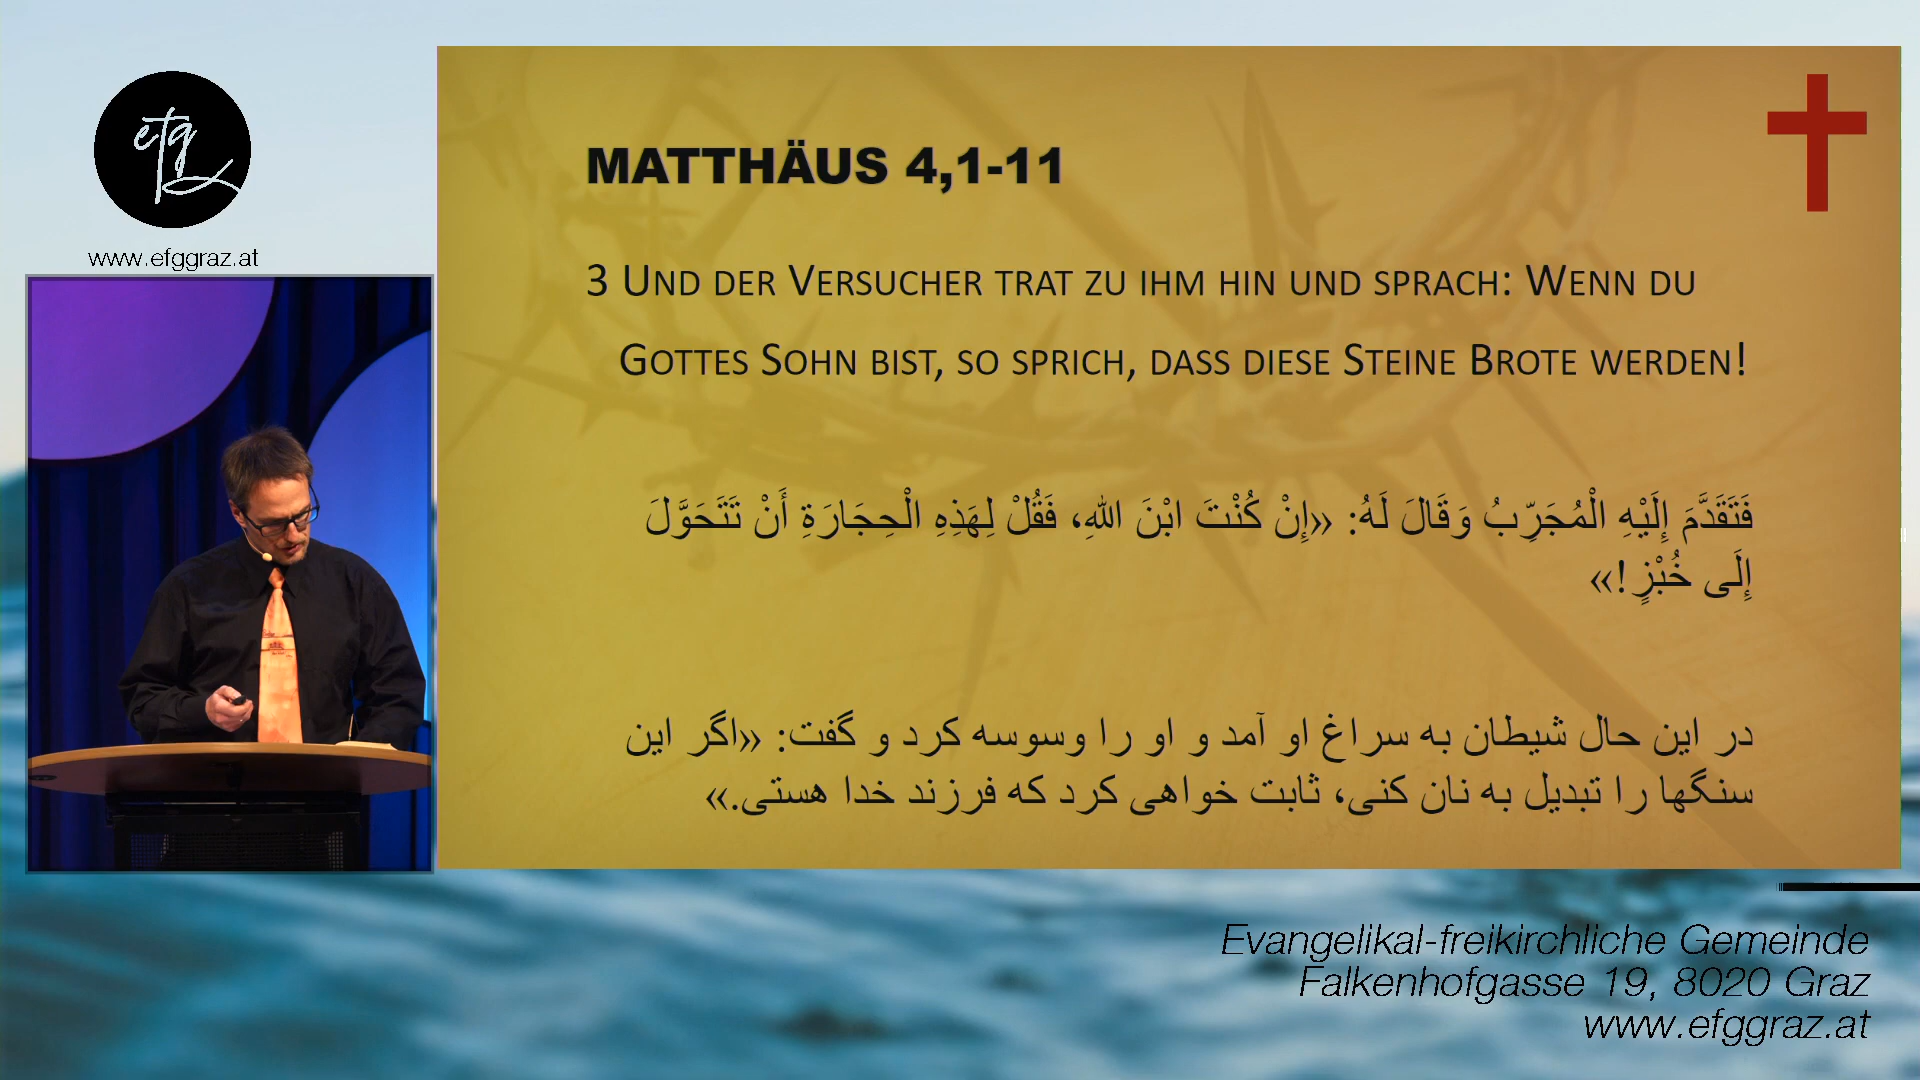 efg
www.efggraz.at
MATTHÄUS 4,1-11
3 Und der Versucher trat zu ihm hin und sprach: Wenn du
Gottes Sohn bist, so sprich, dass diese Steine Brote werden!
فَتَقَدَّمَ إِلَيْهِ الْمُجَرِّبُ وَقَالَ لَهُ: «إِنْ كُنْتَ ابْنَ اللهِ، فَقُلْ لِهَذِهِ الْحِجَارَةِ أَنْ تَتَحَوَّلَ
إِلَى خُبْزٍ!»
در این حال شیطان به سراغ او آمد و او را وسوسه کرد و گفت: «اگر این
سنگها را تبدیل به نان کنی، ثابت خواهی کرد که فرزند خدا هستی.»
Evangelikal-freikirchliche Gemeinde
Falkenhofgasse 19, 8020 Graz
www.efggraz.at